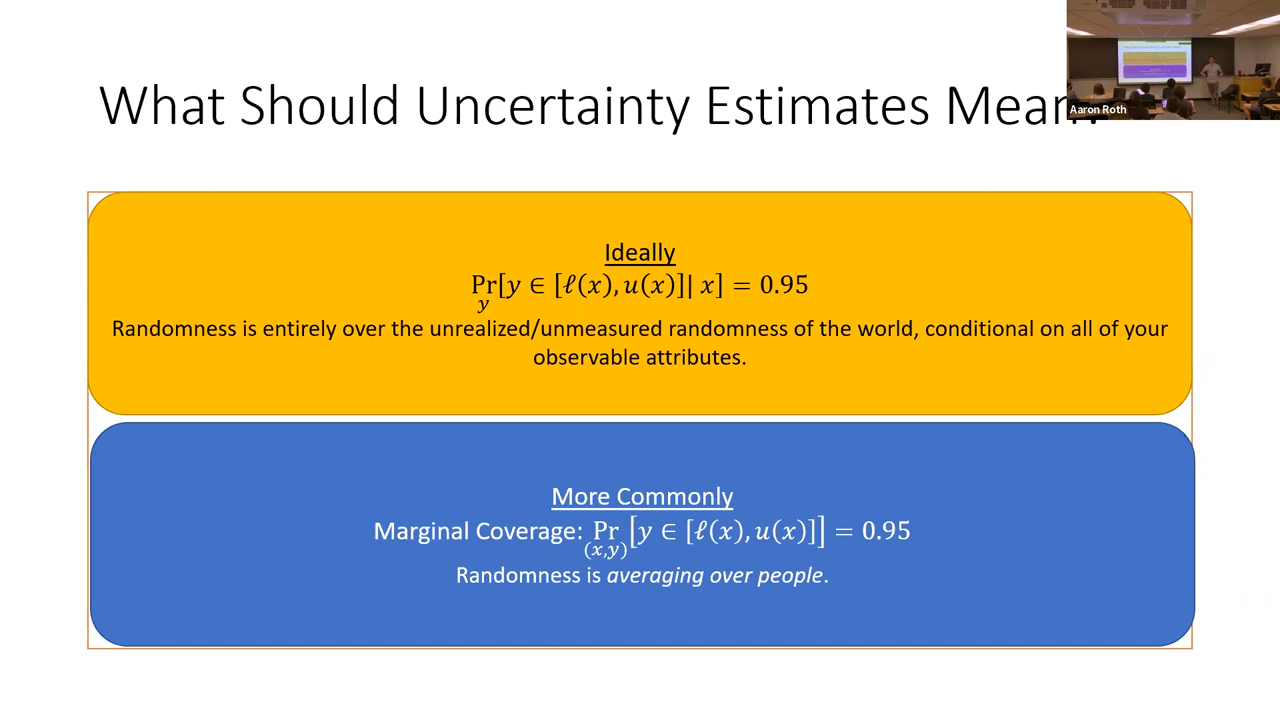 Aaron Roth
What Should Uncertainty Estimates Mean?
Ideally
Pr_y[y ∈ [ℓ(x), u(x)]| x] = 0.95
Randomness is entirely over the unrealized/unmeasured randomness of the world, conditional on all of your
observable attributes.
More Commonly
Marginal Coverage: Pr_(x,y)[y ∈ [ℓ(x), u(x)]] = 0.95
Randomness is averaging over people.